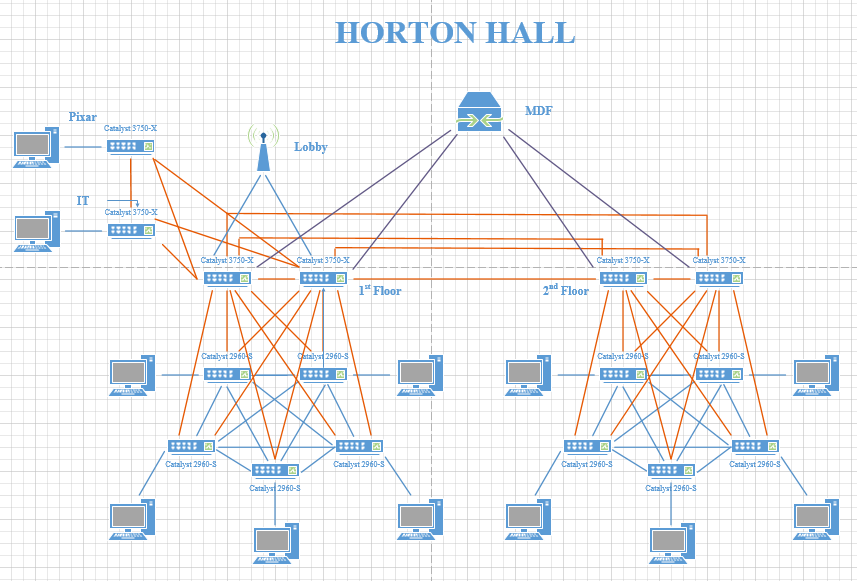 HORTON HALL
MDF
Pixar
Catalyst 3750-X
Lobby
IT
Catalyst 3750-X
Catalyst 3750-X
Catalyst 3750-X
Catalyst 3750-X
Catalyst 3750-X
1st Floor
2nd Floor
Catalyst 2960-S
Catalyst 2960-S
Catalyst 2960-S
Catalyst 2960-S
Catalyst 2960-S
Catalyst 2960-S
Catalyst 2960-S
Catalyst 2960-S
Catalyst 2960-S
Catalyst 2960-S